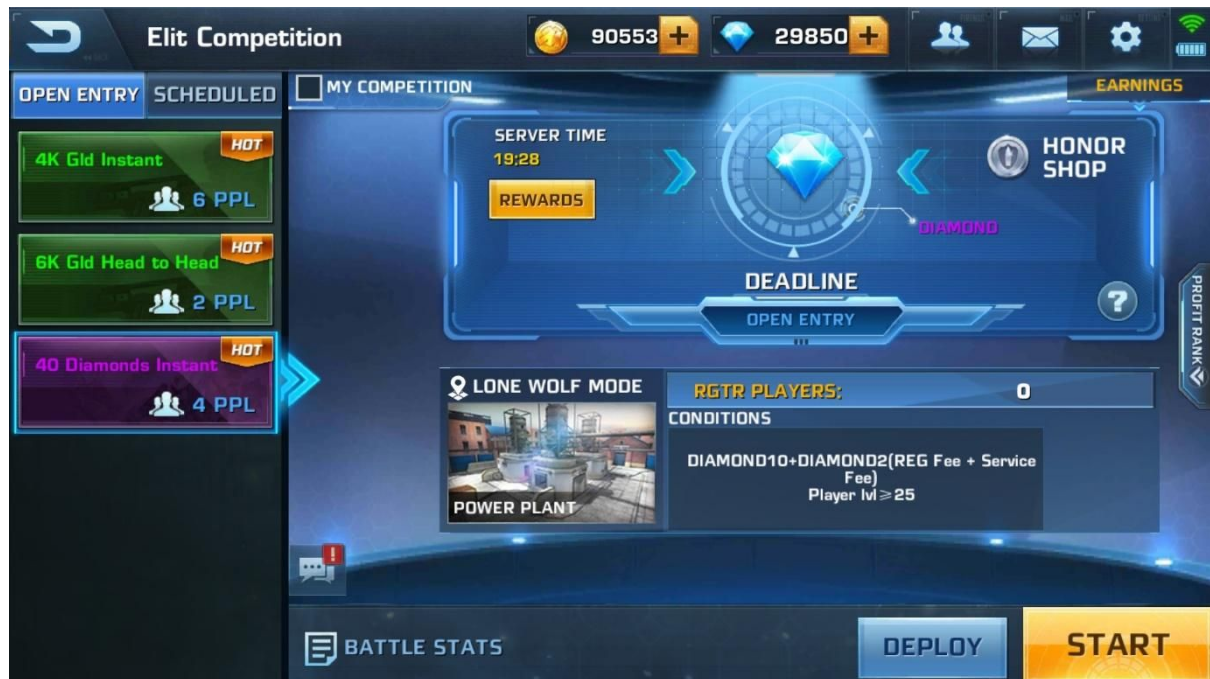 Elit Competition
90553
29850
OPEN ENTRY
SCHEDULED
MY COMPETITION
EARNINGS
4K Gld Instant
HOT
6 PPL
6K Gld Head to Head
HOT
2 PPL
40 Diamonds Instant
HOT
4 PPL
SERVER TIME
19:28
REWARDS
HONOR
SHOP
DIAMOND
DEADLINE
OPEN ENTRY
?
PROFIT RANK
LONE WOLF MODE
POWER PLANT
RGTR PLAYERS:
0
CONDITIONS
DIAMOND10+DIAMOND2(REG Fee + Service
Fee)
Player lvl≥25
BATTLE STATS
DEPLOY
START